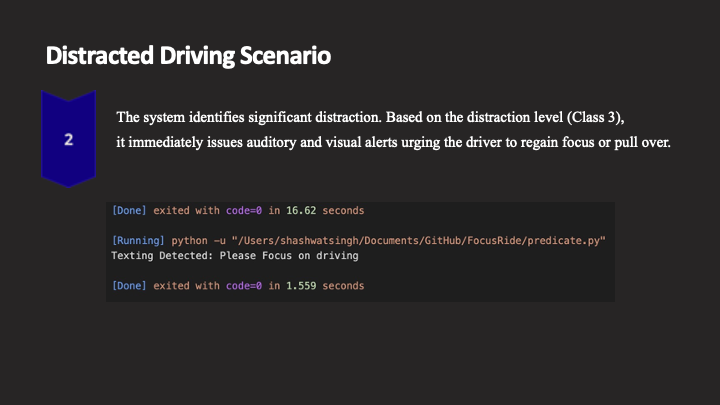 Distracted Driving Scenario
2
The system identifies significant distraction. Based on the distraction level (Class 3),
it immediately issues auditory and visual alerts urging the driver to regain focus or pull over.
[Done] exited with code=0 in 16.62 seconds
[Running] python -u "/Users/shashwatsingh/Documents/GitHub/FocusRide/predicate.py"
Texting Detected: Please Focus on driving
[Done] exited with code=0 in 1.559 seconds